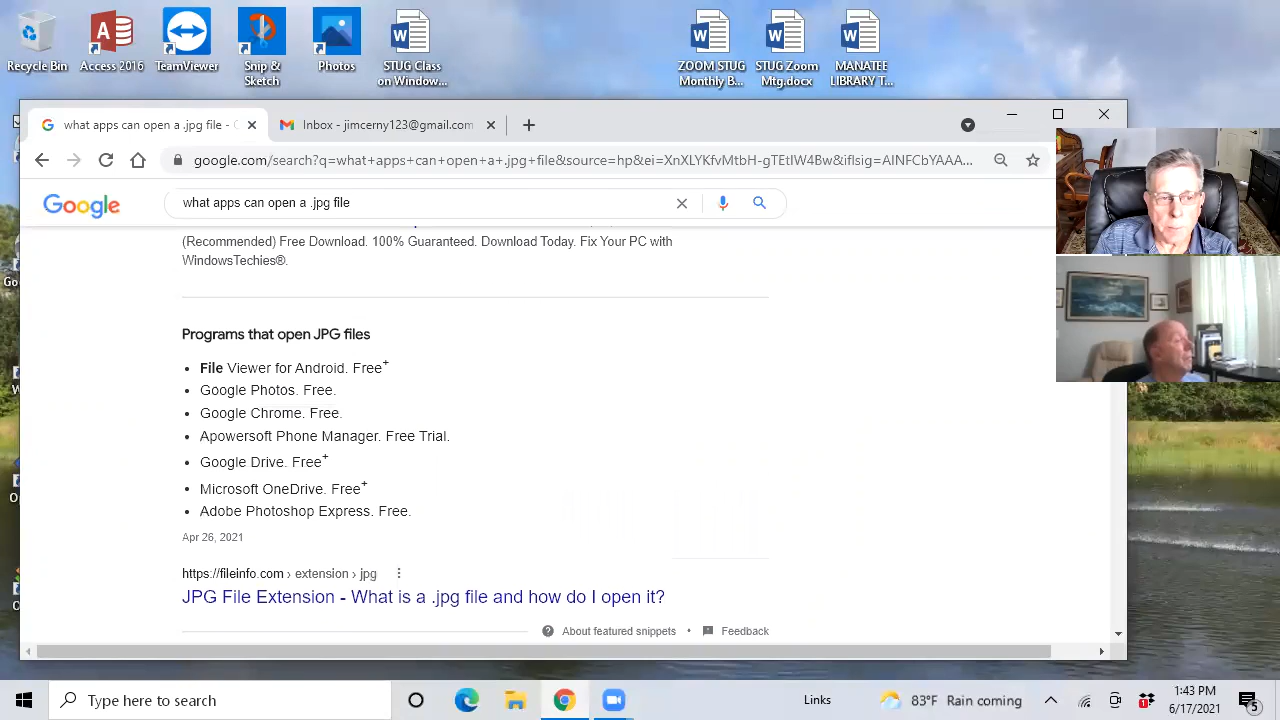 Recycle Bin
Access 2016
TeamViewer
Snip &
Sketch
Photos
STUG Class
on Window...
ZOOM STUG
Monthly B...
STUG Zoom
Mtg.docx
MANATEE
LIBRARY T...
what apps can open a .jpg file -
Inbox - jimcerny123@gmail.com
google.com/search?q=what+apps+can+open+a+.jpg+file&source=hp&ei=XnXLYKfvMtbH-gTEtIW4Bw&iflsig=AINFCbYAAA...
Google
what apps can open a .jpg file
(Recommended) Free Download. 100% Guaranteed. Download Today. Fix Your PC with
WindowsTechies®.
Programs that open JPG files
• File Viewer for Android. Free+
• Google Photos. Free.
• Google Chrome. Free.
• Apowersoft Phone Manager. Free Trial.
• Google Drive. Free+
• Microsoft OneDrive. Free+
• Adobe Photoshop Express. Free.
Apr 26, 2021
https://fileinfo.com › extension › jpg
JPG File Extension - What is a .jpg file and how do I open it?
About featured snippets • Feedback
Type here to search
Links
83°F Rain coming
1:43 PM
6/17/2021
1
5